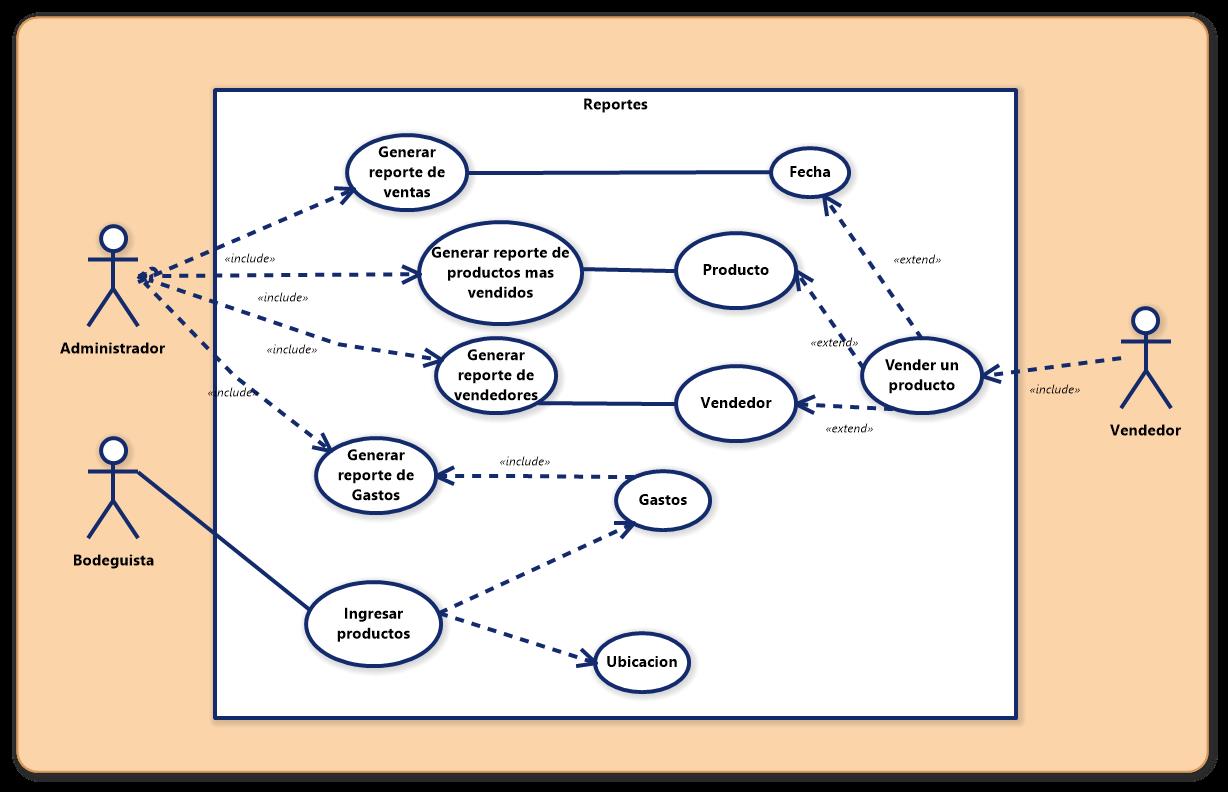 Reportes
Generar
reporte de
ventas
Fecha
«include»
«extend»
Generar reporte de
productos mas
vendidos
Producto
«include»
Administrador
«include»
«extend»
Generar
reporte de
vendedores
Vender un
producto
Vendedor
«include»
«include»
«extend»
Vendedor
Generar
reporte de
Gastos
«include»
Gastos
Bodeguista
Ingresar
productos
Ubicacion